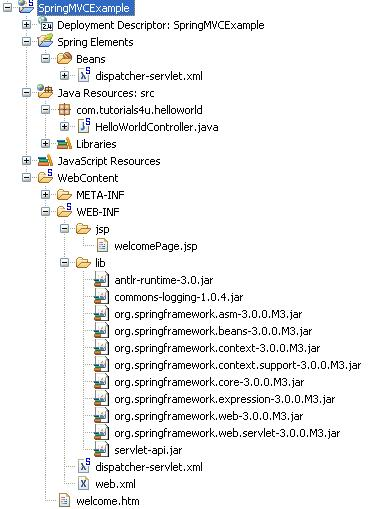 SpringMVCExample
Deployment Descriptor: SpringMVCExample
Spring Elements
Beans
dispatcher-servlet.xml
Java Resources: src
com.tutorials4u.helloworld
HelloWorldController.java
Libraries
JavaScript Resources
WebContent
META-INF
WEB-INF
jsp
welcomePage.jsp
lib
antlr-runtime-3.0.jar
commons-logging-1.0.4.jar
org.springframework.asm-3.0.0.M3.jar
org.springframework.beans-3.0.0.M3.jar
org.springframework.context-3.0.0.M3.jar
org.springframework.context.support-3.0.0.M3.jar
org.springframework.core-3.0.0.M3.jar
org.springframework.expression-3.0.0.M3.jar
org.springframework.web-3.0.0.M3.jar
org.springframework.web.servlet-3.0.0.M3.jar
servlet-api.jar
dispatcher-servlet.xml
web.xml
welcome.htm